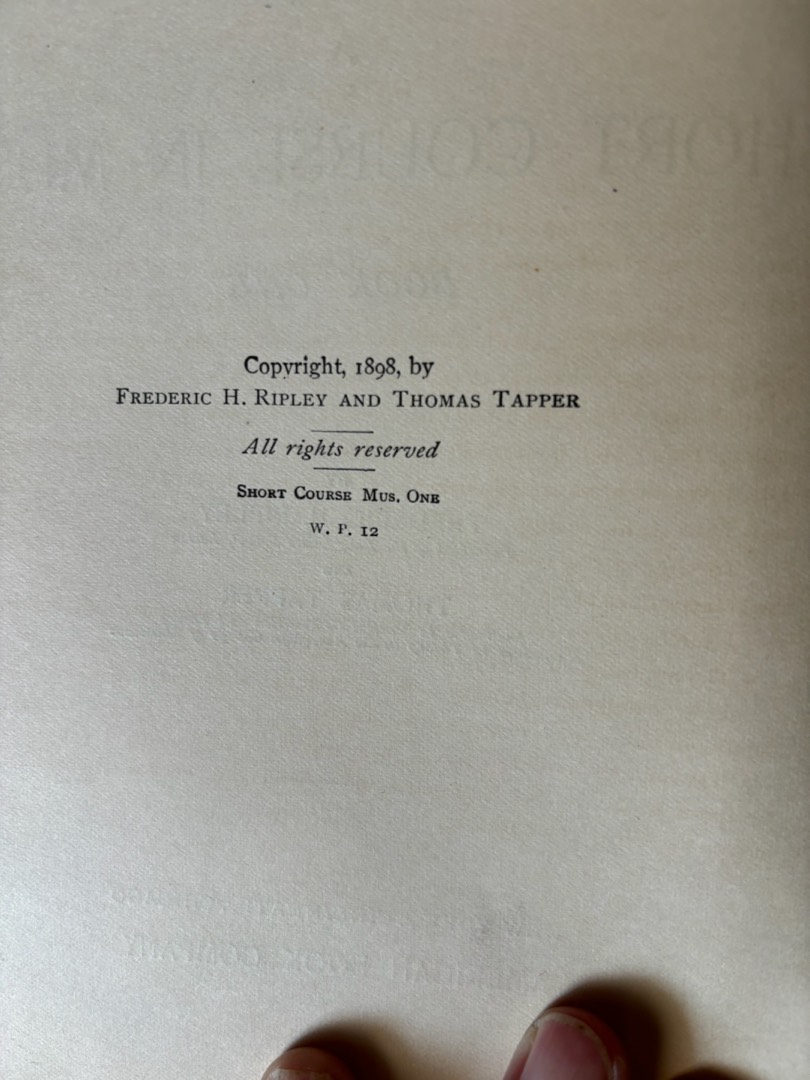 Copyright, 1898, by
FREDERIC H. RIPLEY AND THOMAS TAPPER
All rights reserved
SHORT COURSE MUS. ONE
W. P. 12